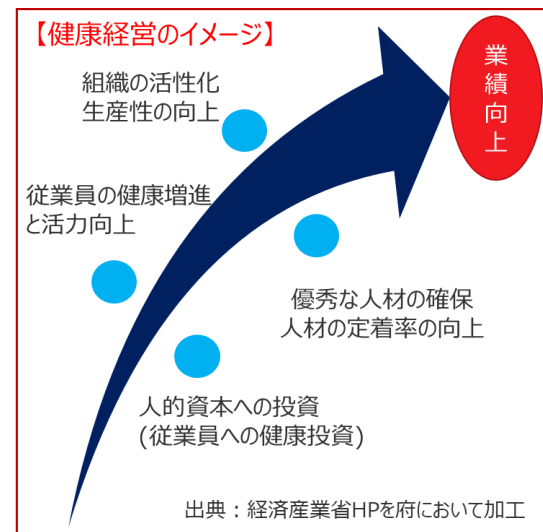 【健康経営のイメージ】
業績向上
組織の活性化
生産性の向上
従業員の健康増進
と活力向上
優秀な人材の確保
人材の定着率の向上
人的資本への投資
(従業員への健康投資)
出典：経済産業省HPを府において加工